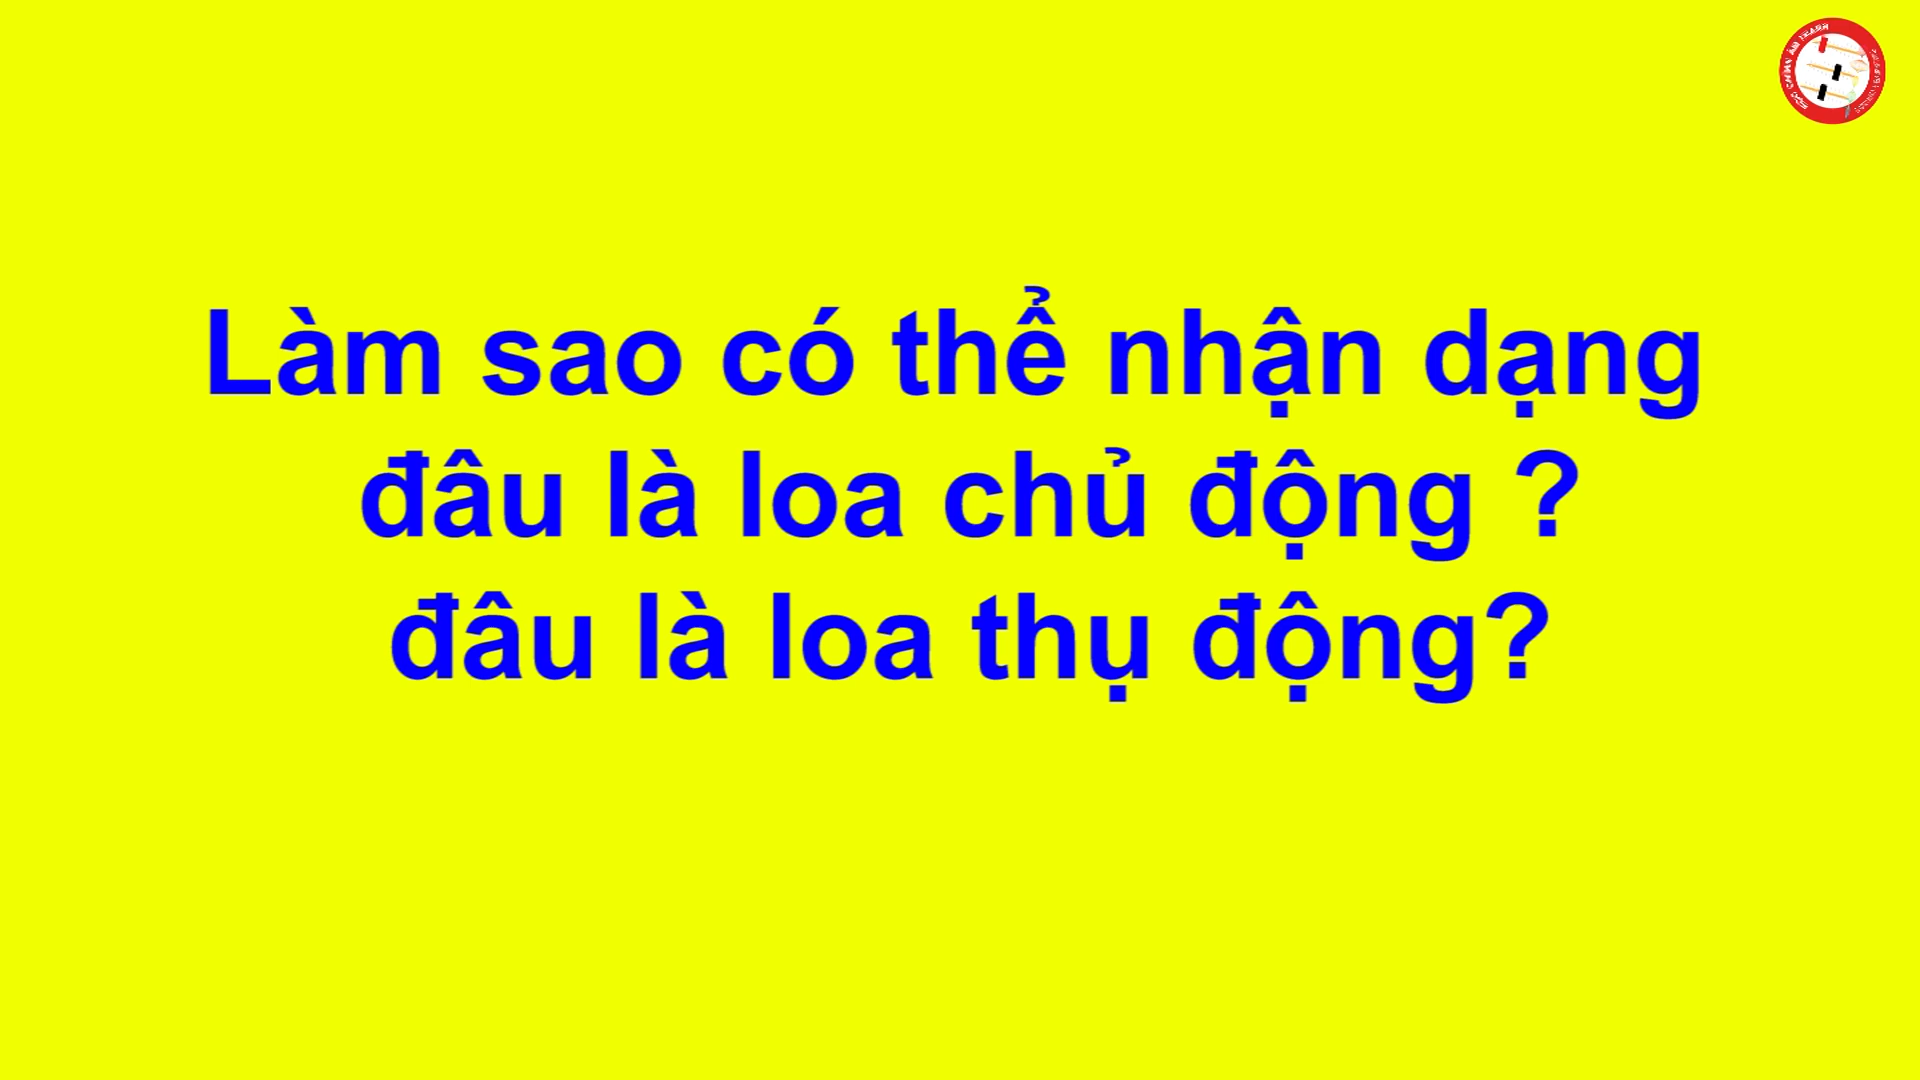 Làm sao có thể nhận dạng
đâu là loa chủ động ?
đâu là loa thụ động?